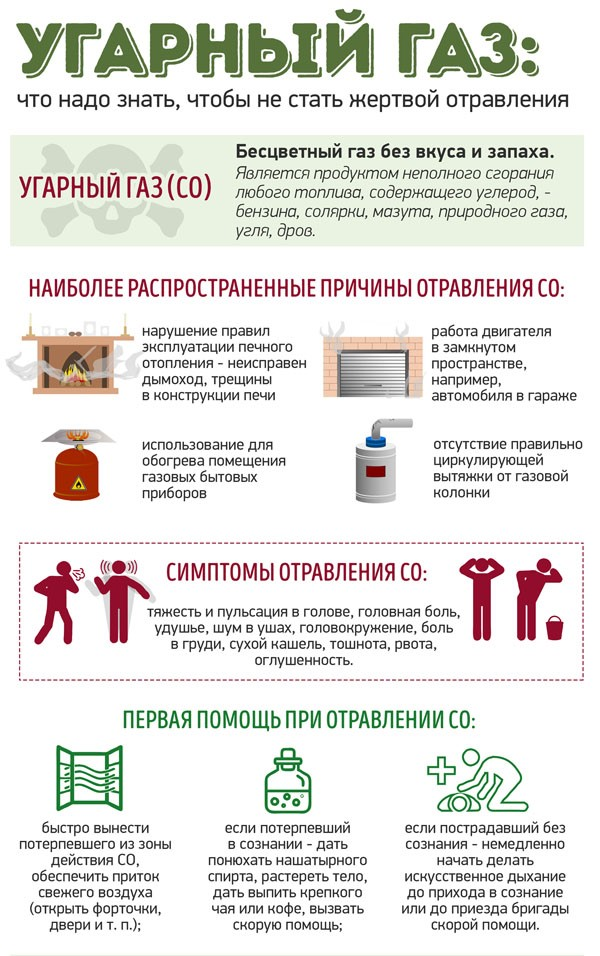 УГАРНЫЙ ГАЗ:
что надо знать, чтобы не стать жертвой отравления
УГАРНЫЙ ГАЗ (СО)
Бесцветный газ без вкуса и запаха.
Является продуктом неполного сгорания
любого топлива, содержащего углерод, -
бензина, солярки, мазута, природного газа,
угля, дров.
НАИБОЛЕЕ РАСПРОСТРАНЕННЫЕ ПРИЧИНЫ ОТРАВЛЕНИЯ СО:
нарушение правил
эксплуатации печного
отопления - неисправен
дымоход, трещины
в конструкции печи
работа двигателя
в замкнутом
пространстве,
например,
автомобиля в гараже
использование для
обогрева помещения
газовых бытовых
приборов
отсутствие правильно
циркулирующей
вытяжки от газовой
колонки
СИМПТОМЫ ОТРАВЛЕНИЯ СО:
тяжесть и пульсация в голове, головная боль,
удушье, шум в ушах, головокружение, боль
в груди, сухой кашель, тошнота, рвота,
оглушенность.
ПЕРВАЯ ПОМОЩЬ ПРИ ОТРАВЛЕНИИ СО:
быстро вынести
потерпевшего из зоны
действия СО,
обеспечить приток
свежего воздуха
(открыть форточки,
двери и т. п.);
если потерпевший
в сознании - дать
понюхать нашатырного
спирта, растереть тело,
дать выпить крепкого
чая или кофе, вызвать
скорую помощь;
если пострадавший без
сознания - немедленно
начать делать
искусственное дыхание
до прихода в сознание
или до приезда бригады
скорой помощи.